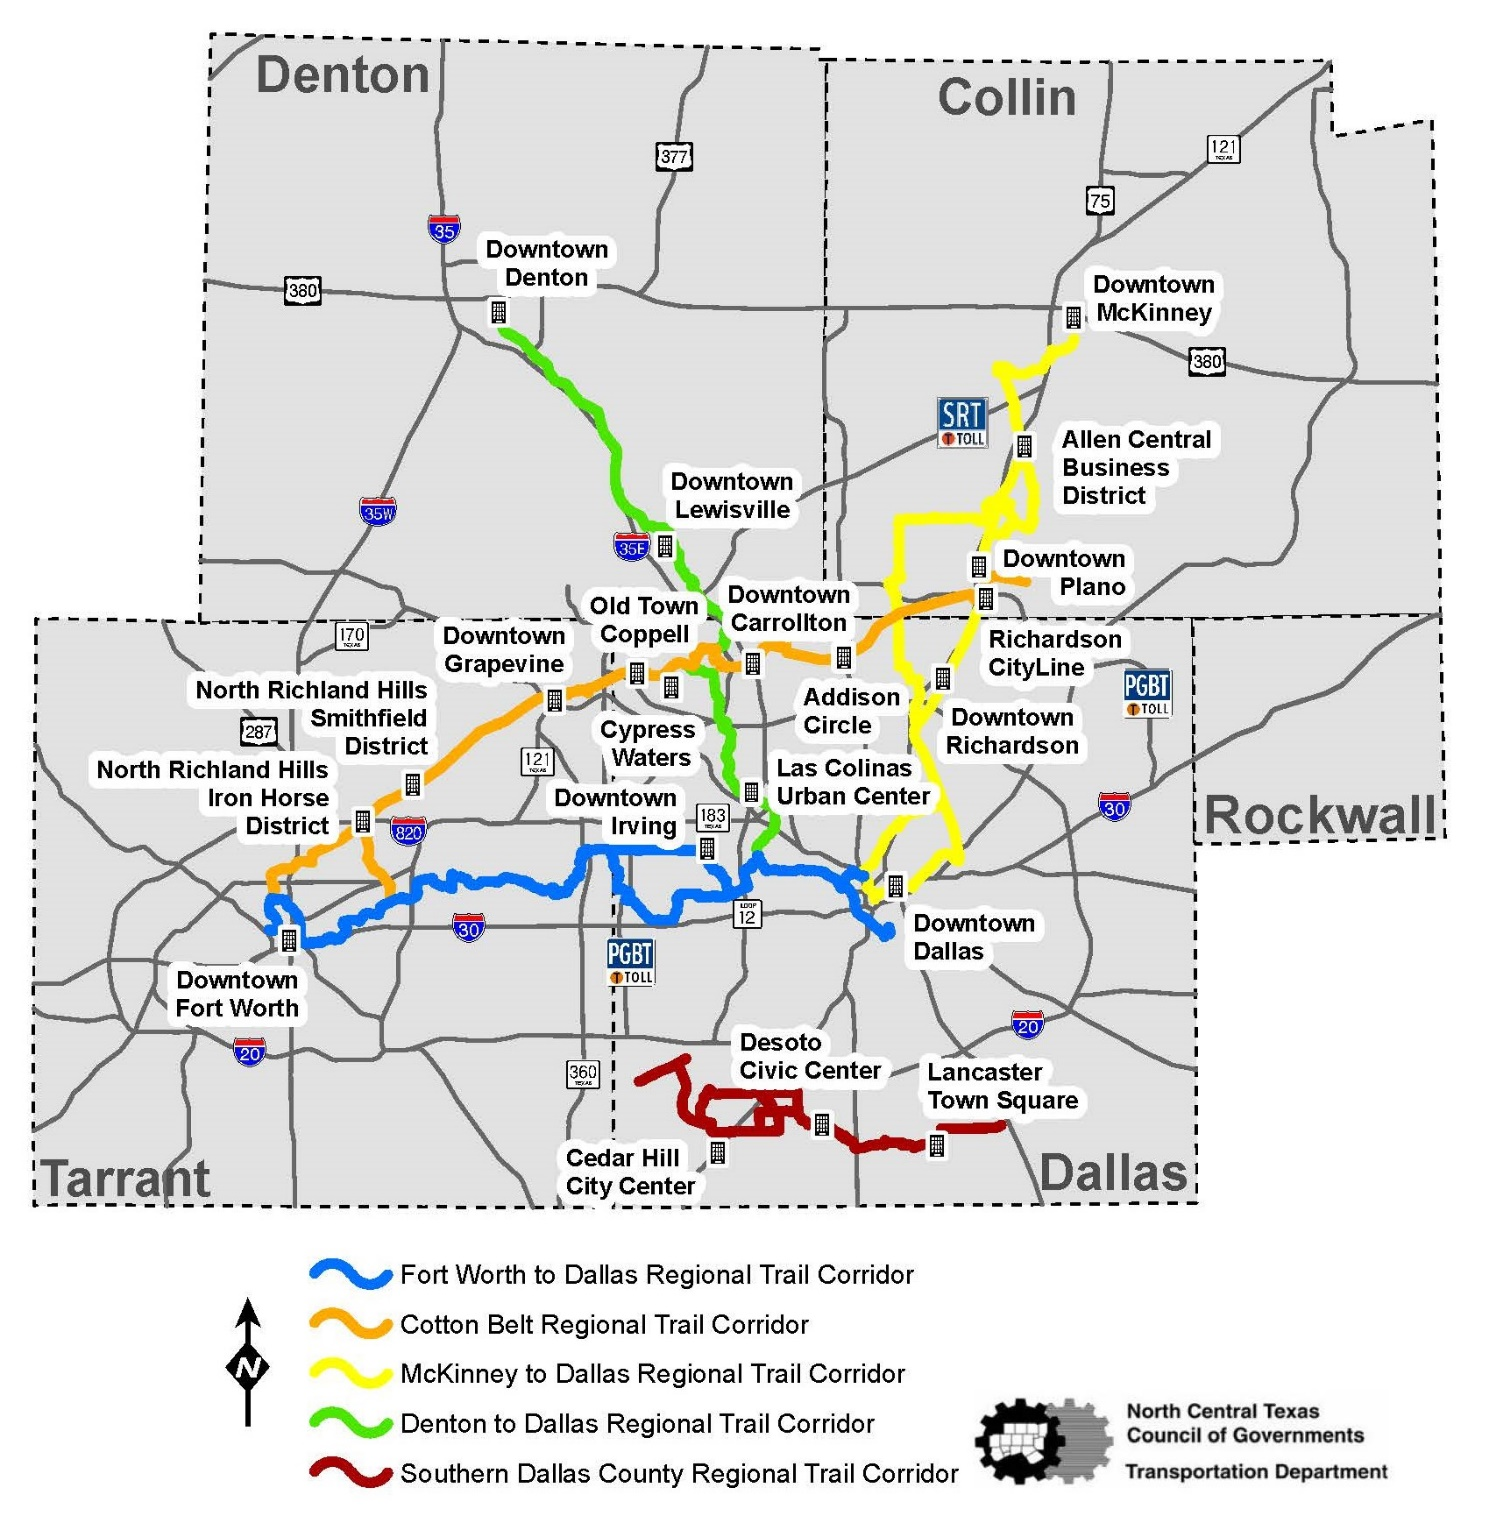 Denton
Collin
377
121
TEXAS
75
35
Downtown
Denton
380
Downtown
McKinney
380
SRT
TOLL
Allen Central
Business
District
Downtown
Lewisville
35W
35E
Downtown
Plano
Old Town
Coppell
Downtown
Carrollton
170
TEXAS
Downtown
Grapevine
Richardson
CityLine
PGBT
TOLL
North Richland Hills
Smithfield
District
Addison
Circle
Downtown
Richardson
287
Cypress
Waters
121
TEXAS
North Richland Hills
Iron Horse
District
Las Colinas
Urban Center
Downtown
Irving
183
TEXAS
820
30
Rockwall
LOOP
12
30
Downtown
Dallas
PGBT
TOLL
Downtown
Fort Worth
20
20
360
TEXAS
Desoto
Civic Center
Lancaster
Town Square
Cedar Hill
City Center
Tarrant
Dallas
Fort Worth to Dallas Regional Trail Corridor
Cotton Belt Regional Trail Corridor
McKinney to Dallas Regional Trail Corridor
Denton to Dallas Regional Trail Corridor
Southern Dallas County Regional Trail Corridor
N
North Central Texas
Council of Governments
Transportation Department